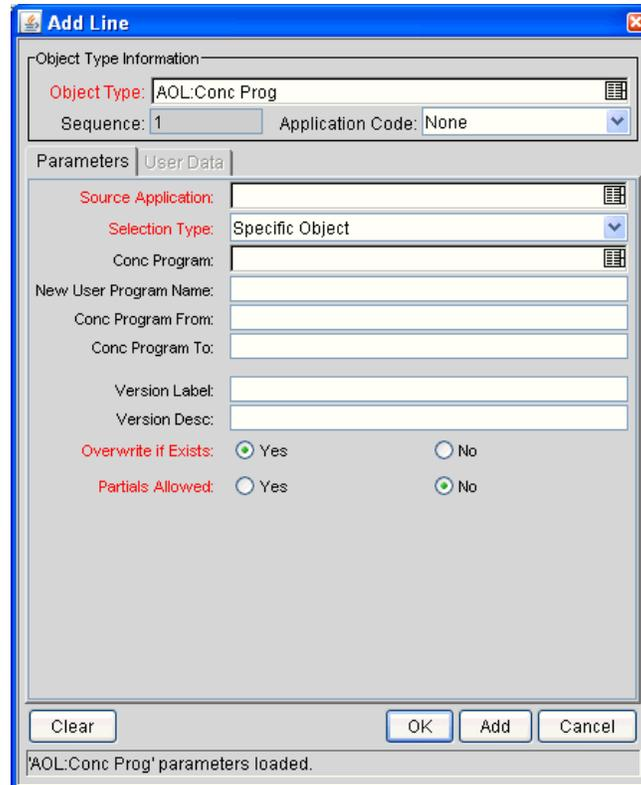 Add Line
Object Type Information
Object Type: AOL:Conc Prog
Sequence: 1 Application Code: None
Parameters User Data
Source Application:
Selection Type: Specific Object
Conc Program:
New User Program Name:
Conc Program From:
Conc Program To:
Version Label:
Version Desc:
Overwrite if Exists: Yes No
Partials Allowed: Yes No
Clear OK Add Cancel
'AOL:Conc Prog' parameters loaded.